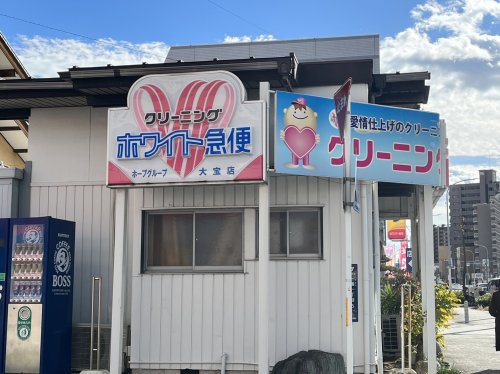 クリーニング
ホワイト急便
ホープグループ 大宝店
愛情仕上げのクリーニ
クリーニン
BOSS